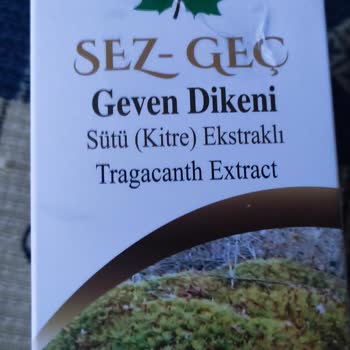 SEZ- GEÇ
Geven Dikeni
Sütü (Kitre) Ekstraklı
Tragacanth Extract